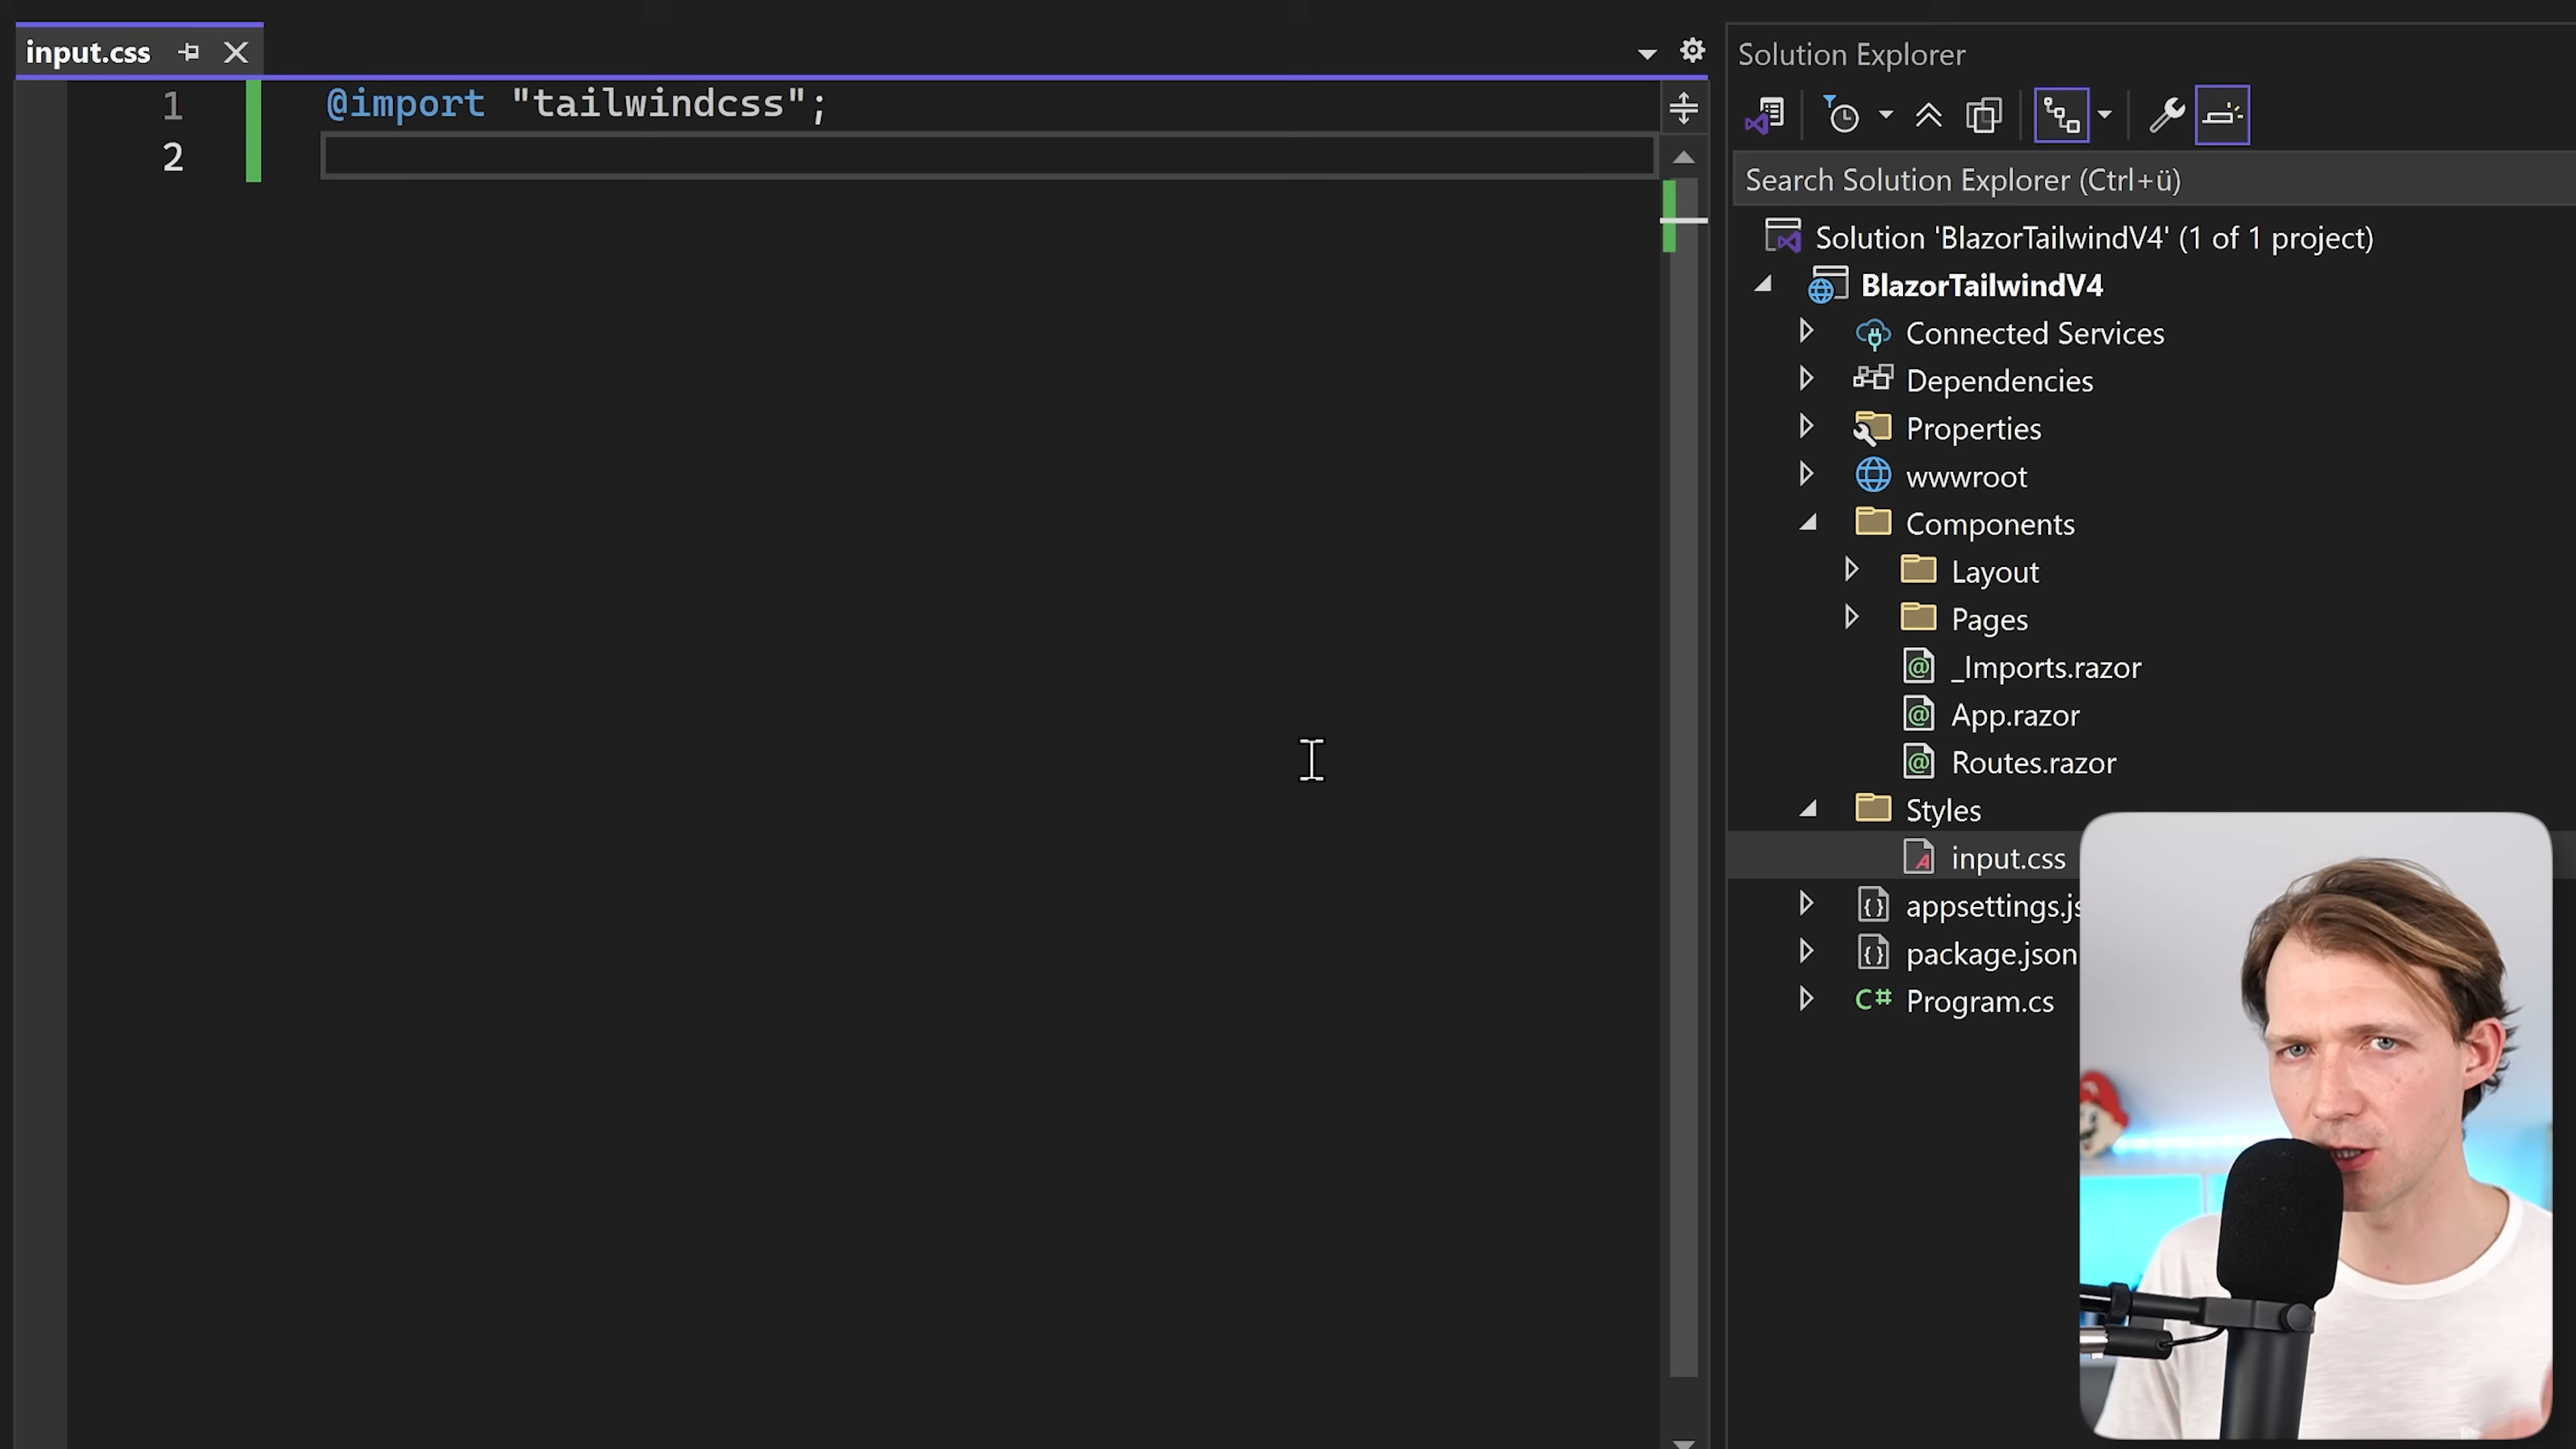 input.css
1 @import "tailwindcss";
2
Solution Explorer
Search Solution Explorer (Ctrl+ü)
Solution 'BlazorTailwindV4' (1 of 1 project)
BlazorTailwindV4
Connected Services
Dependencies
Properties
wwwroot
Components
Layout
Pages
_Imports.razor
App.razor
Routes.razor
Styles
input.css
appsettings.js
package.json
C# Program.cs